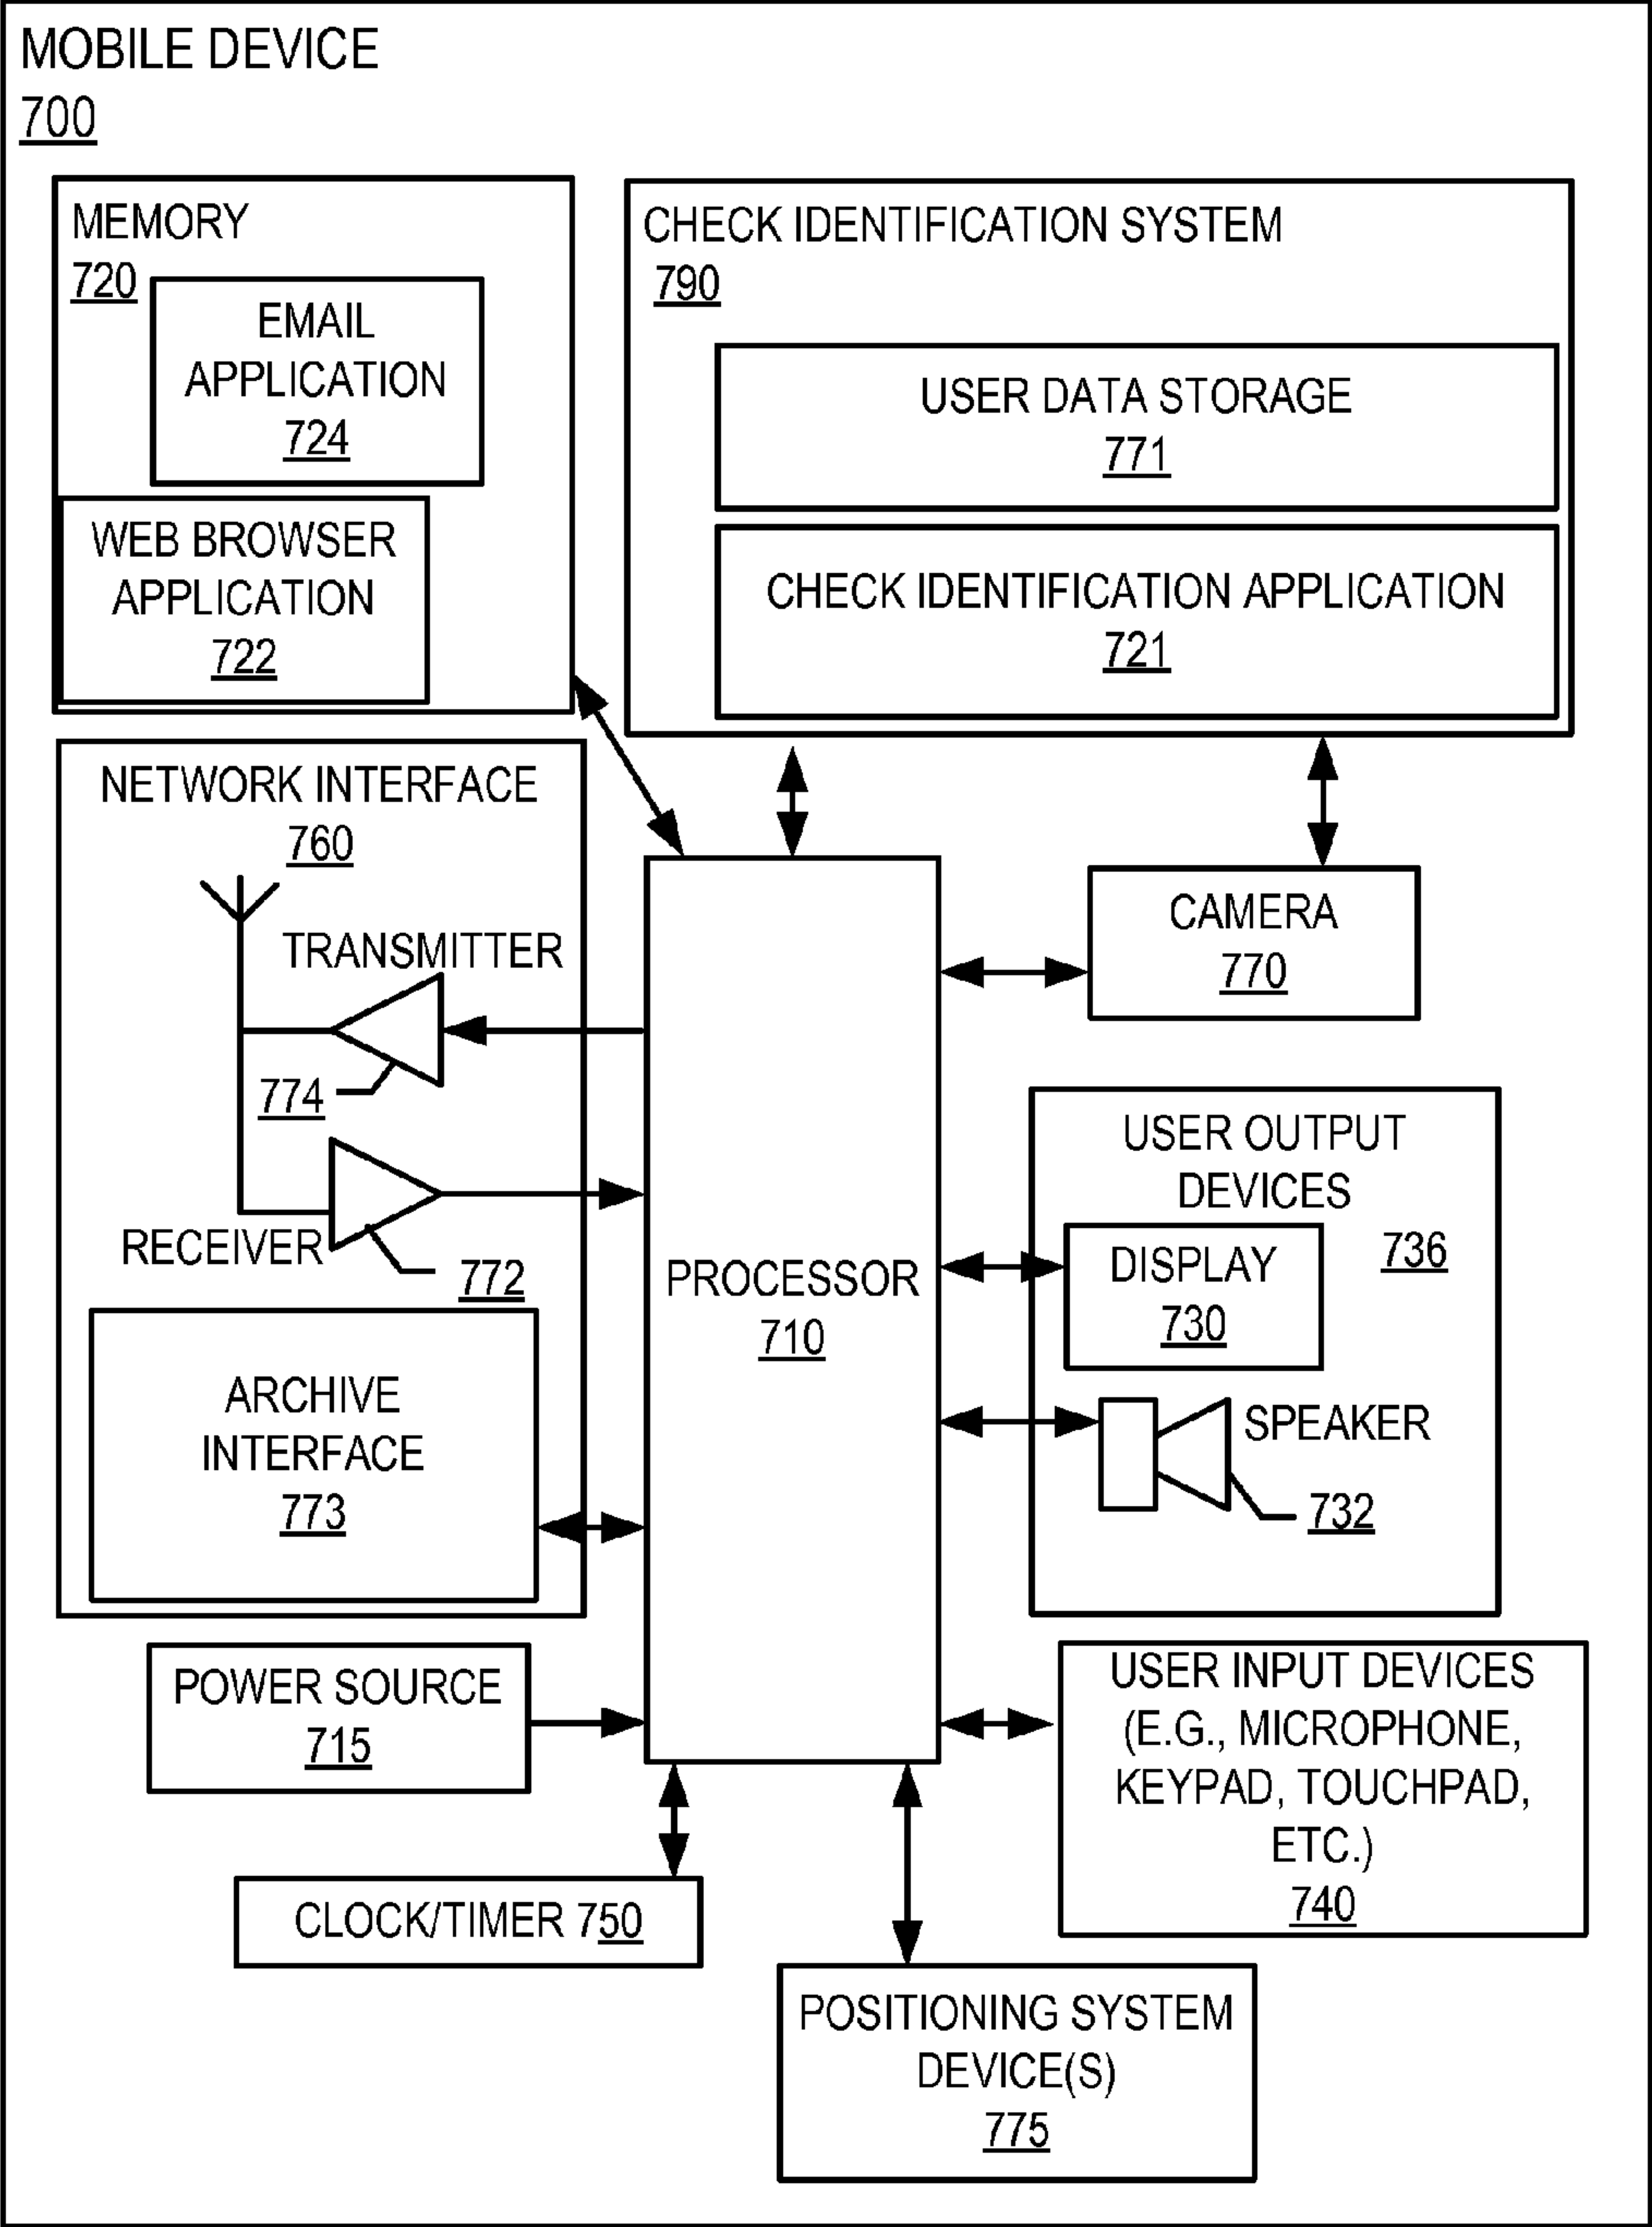 MOBILE DEVICE
700
MEMORY
720
EMAIL
APPLICATION
724
WEB BROWSER
APPLICATION
722
CHECK IDENTIFICATION SYSTEM
790
USER DATA STORAGE
771
CHECK IDENTIFICATION APPLICATION
721
NETWORK INTERFACE
760
TRANSMITTER
774
RECEIVER
772
ARCHIVE
INTERFACE
773
PROCESSOR
710
CAMERA
770
USER OUTPUT
DEVICES
736
DISPLAY
730
SPEAKER
732
POWER SOURCE
715
USER INPUT DEVICES
(E.G., MICROPHONE,
KEYPAD, TOUCHPAD,
ETC.)
740
CLOCK/TIMER 750
POSITIONING SYSTEM
DEVICE(S)
775